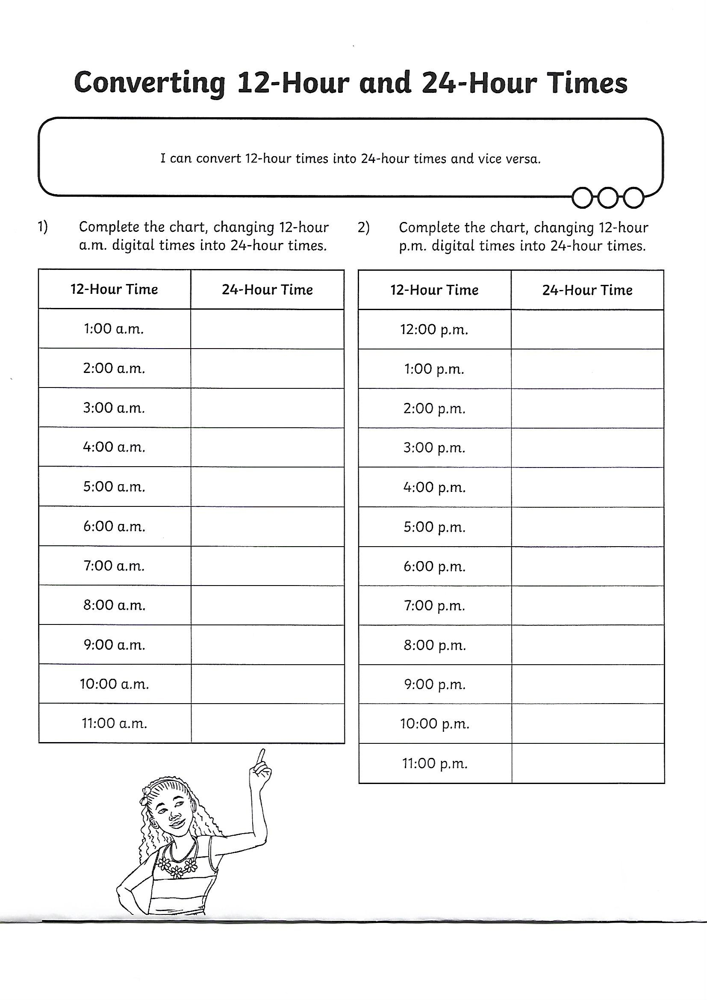 Converting 12-Hour and 24-Hour Times
I can convert 12-hour times into 24-hour times and vice versa.
1) Complete the chart, changing 12-hour
a.m. digital times into 24-hour times.
12-Hour Time 24-Hour Time
1:00 a.m.
2:00 a.m.
3:00 a.m.
4:00 a.m.
5:00 a.m.
6:00 a.m.
7:00 a.m.
8:00 a.m.
9:00 a.m.
10:00 a.m.
11:00 a.m.
2) Complete the chart, changing 12-hour
p.m. digital times into 24-hour times.
12-Hour Time 24-Hour Time
12:00 p.m.
1:00 p.m.
2:00 p.m.
3:00 p.m.
4:00 p.m.
5:00 p.m.
6:00 p.m.
7:00 p.m.
8:00 p.m.
9:00 p.m.
10:00 p.m.
11:00 p.m.